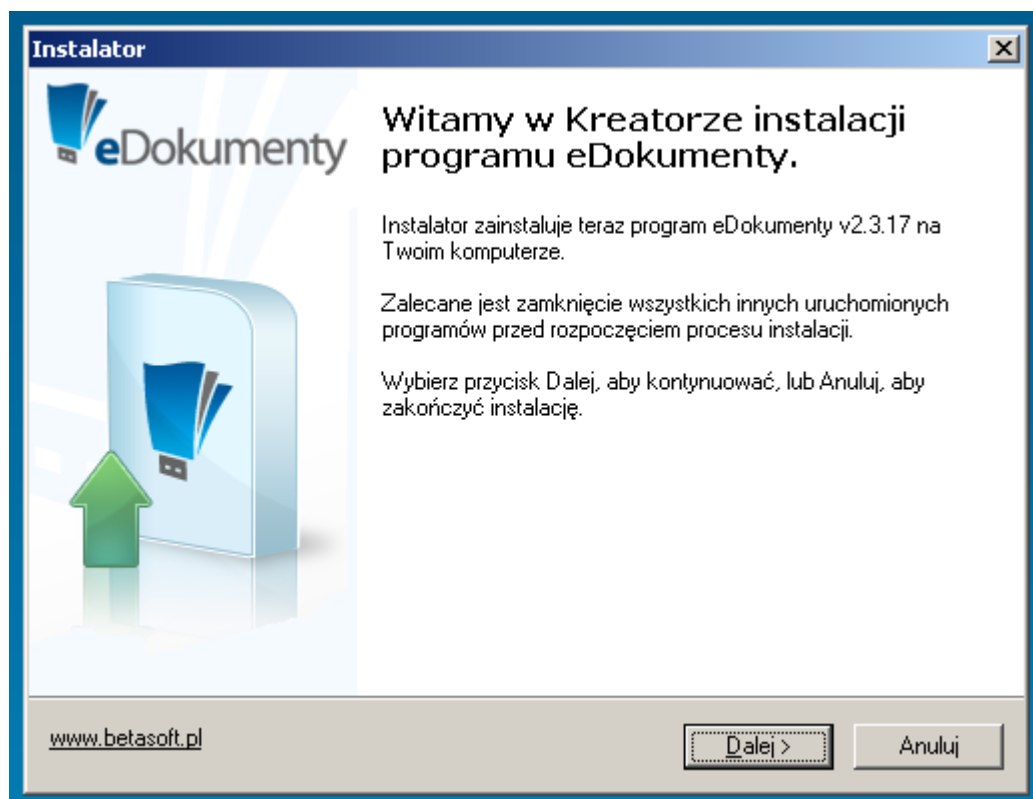 Instalator
eDokumenty
Witamy w Kreatorze instalacji
programu eDokumenty.
Instalator zainstaluje teraz program eDokumenty v2.3.17 na
Twoim komputerze.
Zalecane jest zamknięcie wszystkich innych uruchomionych
programów przed rozpoczęciem procesu instalacji.
Wybierz przycisk Dalej, aby kontynuować, lub Anuluj, aby
zakończyć instalację.
www.betasoft.pl
Dalej >
Anuluj